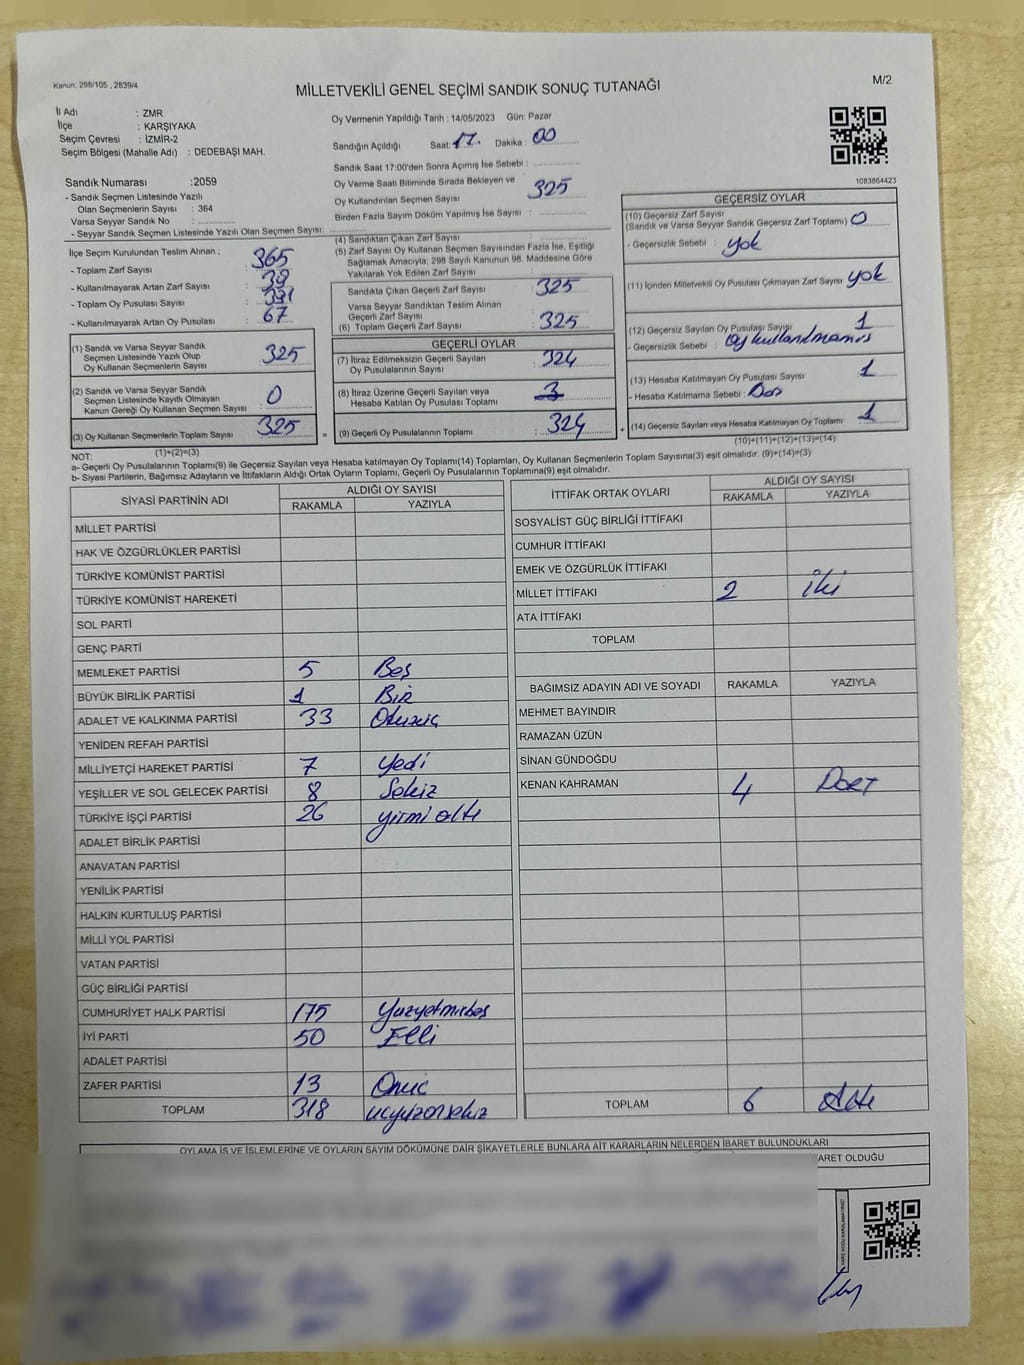 Kanun: 298/105 , 2839/4
M/2
MİLLETVEKİLİ GENEL SEÇİMİ SANDIK SONUÇ TUTANAĞI
İl Adı : ZMR
İlçe : KARŞIYAKA
Seçim Çevresi : İZMİR-2
Seçim Bölgesi (Mahalle Adı) : DEDEBAŞI MAH.
Oy Vermenin Yapıldığı Tarih : 14/05/2023 Gün: Pazar
Sandığın Açıldığı Saat: 17. Dakika : 00
Sandık Saat 17:00'den Sonra Açımış İse Sebebi :
Oy Verme Saati Bitiminde Sırada Bekleyen ve
Oy Kullandırılan Seçmen Sayısı : 325
Birden Fazla Sayım Döküm Yapılmış İse Sayısı :
1083864423
Sandık Numarası :2059
- Sandık Seçmen Listesinde Yazılı
Olan Seçmenlerin Sayısı : 364
Varsa Seyyar Sandık No :
- Seyyar Sandık Seçmen Listesinde Yazılı Olan Seçmen Sayısı:
İlçe Seçim Kurulundan Teslim Alınan :
- Toplam Zarf Sayısı : 365
- Kullanılmayarak Artan Zarf Sayısı : 39
- Toplam Oy Pusulası Sayısı : 391
- Kullanılmayarak Artan Oy Pusulası : 67
(1) Sandık ve Varsa Seyyar Sandık
Seçmen Listesinde Yazılı Olup
Oy Kullanan Seçmenlerin Sayısı : 325
(2) Sandık ve Varsa Seyyar Sandık
Seçmen Listesinde Kayıtlı Olmayan
Kanun Gereği Oy Kullanan Seçmen Sayısı : 0
(3) Oy Kullanan Seçmenlerin Toplam Sayısı : 325
(1)+(2)=(3)
(4) Sandıktan Çıkan Zarf Sayısı :
(5) Zarf Sayısı Oy Kullanan Seçmen Sayısından Fazla İse, Eşitliği
Sağlamak Amacıyla; 298 Sayılı Kanunun 98. Maddesine Göre
Yakılarak Yok Edilen Zarf Sayısı :
Sandıkta Çıkan Geçerli Zarf Sayısı : 325
Varsa Seyyar Sandıktan Teslim Alınan
Geçerli Zarf Sayısı :
(6) Toplam Geçerli Zarf Sayısı : 325
GEÇERLİ OYLAR
(7) İtiraz Edilmeksizin Geçerli Sayılan
Oy Pusulalarının Sayısı : 324
(8) İtiraz Üzerine Geçerli Sayılan veya
Hesaba Katılan Oy Pusulası Toplamı : 3
= (9) Geçerli Oy Pusulalarının Toplamı : 324
GEÇERSİZ OYLAR
(10) Geçersiz Zarf Sayısı
(Sandık ve Varsa Seyyar Sandık Geçersiz Zarf Toplamı) 0
- Geçersizlik Sebebi : yok
(11) İçinden Milletvekili Oy Pusulası Çıkmayan Zarf Sayısı yok
(12) Geçersiz Sayılan Oy Pusulası Sayısı 1
- Geçersizlik Sebebi : Oy kullanılmamış
(13) Hesaba Katılmayan Oy Pusulası Sayısı 1
- Hesaba Katılmama Sebebi :
+ (14) Geçersiz Sayılan veya Hesaba Katılmayan Oy Toplamı 1
(10)+(11)+(12)+(13)=(14)
NOT:
a- Geçerli Oy Pusulalarının Toplamı(9) ile Geçersiz Sayılan veya Hesaba katılmayan Oy Toplamı(14) Toplamları, Oy Kullanan Seçmenlerin Toplam Sayısına(3) eşit olmalıdır. (9)+(14)=(3)
b- Siyasi Partilerin, Bağımsız Adayların ve İttifakların Aldığı Ortak Oyların Toplamı, Geçerli Oy Pusulalarının Toplamına(9) eşit olmalıdır.
SİYASİ PARTİNİN ADI ALDIĞI OY SAYISI
RAKAMLA YAZIYLA
MİLLET PARTİSİ
HAK VE ÖZGÜRLÜKLER PARTİSİ
TÜRKİYE KOMÜNİST PARTİSİ
TÜRKİYE KOMÜNİST HAREKETİ
SOL PARTİ
GENÇ PARTİ
MEMLEKET PARTİSİ 5 Beş
BÜYÜK BİRLİK PARTİSİ 1 Bir
ADALET VE KALKINMA PARTİSİ 33 Otuzüç
YENİDEN REFAH PARTİSİ
MİLLİYETÇİ HAREKET PARTİSİ 7 Yedi
YEŞİLLER VE SOL GELECEK PARTİSİ 8 Sekiz
TÜRKİYE İŞÇİ PARTİSİ 26 yirmi altı
ADALET BİRLİK PARTİSİ
ANAVATAN PARTİSİ
YENİLİK PARTİSİ
HALKIN KURTULUŞ PARTİSİ
MİLLİ YOL PARTİSİ
VATAN PARTİSİ
GÜÇ BİRLİĞİ PARTİSİ
CUMHURİYET HALK PARTİSİ 175 Yüzyetmişbeş
İYİ PARTİ 50 Elli
ADALET PARTİSİ
ZAFER PARTİSİ 13 Onüç
TOPLAM 318 üçyüzonsekiz
İTTİFAK ORTAK OYLARI ALDIĞI OY SAYISI
RAKAMLA YAZIYLA
SOSYALİST GÜÇ BİRLİĞİ İTTİFAKI
CUMHUR İTTİFAKI
EMEK VE ÖZGÜRLÜK İTTİFAKI
MİLLET İTTİFAKI 2 İki
ATA İTTİFAKI
TOPLAM
BAĞIMSIZ ADAYIN ADI VE SOYADI RAKAMLA YAZIYLA
MEHMET BAYINDIR
RAMAZAN ÜZÜN
SİNAN GÜNDOĞDU
KENAN KAHRAMAN 4 DÖRT
TOPLAM 6 Altı
OYLAMA İŞ VE İŞLEMLERİNE VE OYLARIN SAYIM DÖKÜMÜNE DAİR ŞİKAYETLERLE BUNLARA AİT KARARLARIN NELERDEN İBARET BULUNDUKLARI
ARET OLDUĞU